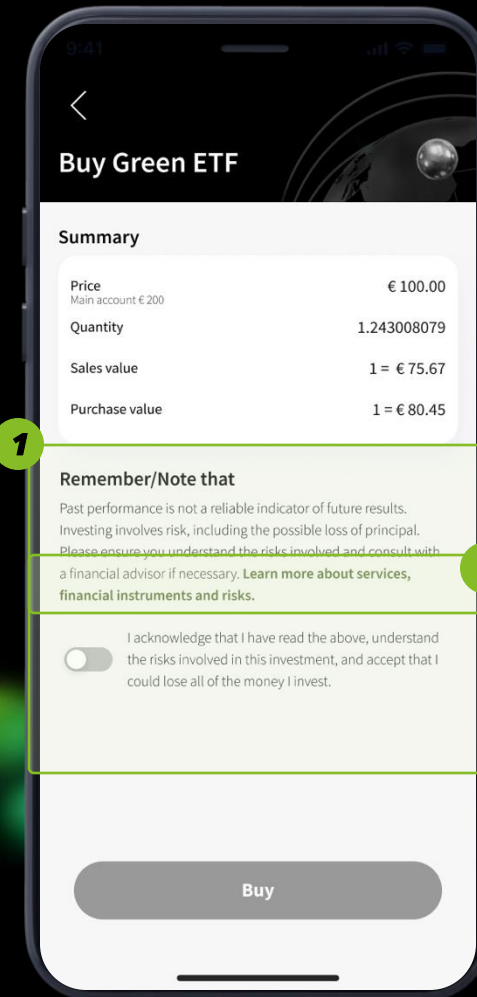 9:41
Buy Green ETF
Summary
Price € 100.00
Main account € 200
Quantity 1.243008079
Sales value 1 = € 75.67
Purchase value 1 = € 80.45
1
Remember/Note that
Past performance is not a reliable indicator of future results.
Investing involves risk, including the possible loss of principal.
Please ensure you understand the risks involved and consult with
a financial advisor if necessary. Learn more about services,
financial instruments and risks.
I acknowledge that I have read the above, understand
the risks involved in this investment, and accept that I
could lose all of the money I invest.
Buy